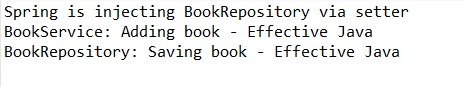 Spring is injecting BookRepository via setter
BookService: Adding book - Effective Java
BookRepository: Saving book - Effective Java